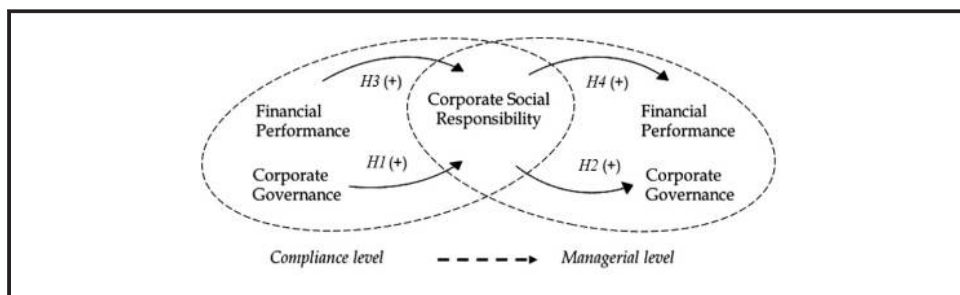 H3 (+)
H4 (+)
Financial
Performance
Corporate Social
Responsibility
Financial
Performance
H1 (+)
H2 (+)
Corporate
Governance
Corporate
Governance
Compliance level
Managerial level